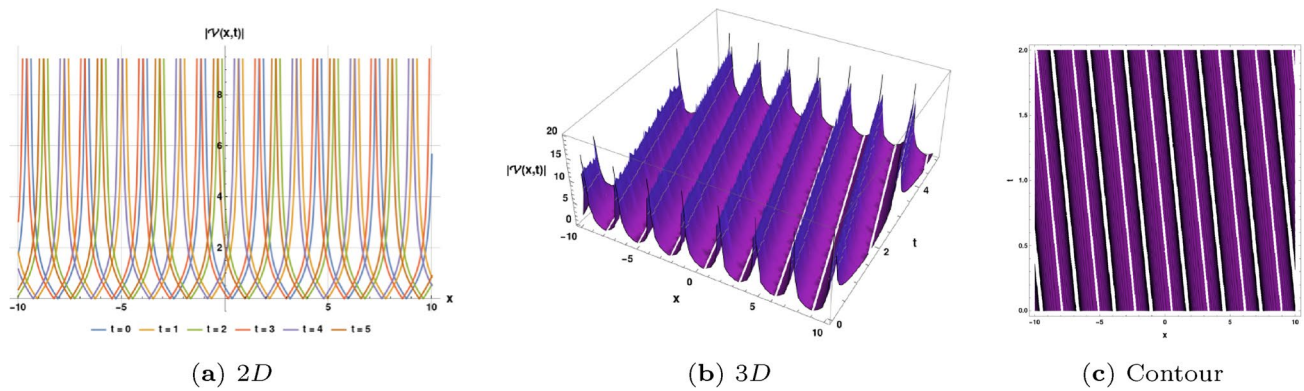 |𝒱(x,t)|
8
6
4
2
-10
-5
5
10
x
t = 0
t = 1
t = 2
t = 3
t = 4
t = 5
(a) 2D
20
15
10
5
0
|𝒱(x,t)|
-10
-5
0
5
10
x
0
2
4
t
(b) 3D
2.0
1.5
1.0
0.5
0.0
t
-10
-5
0
5
10
x
(c) Contour